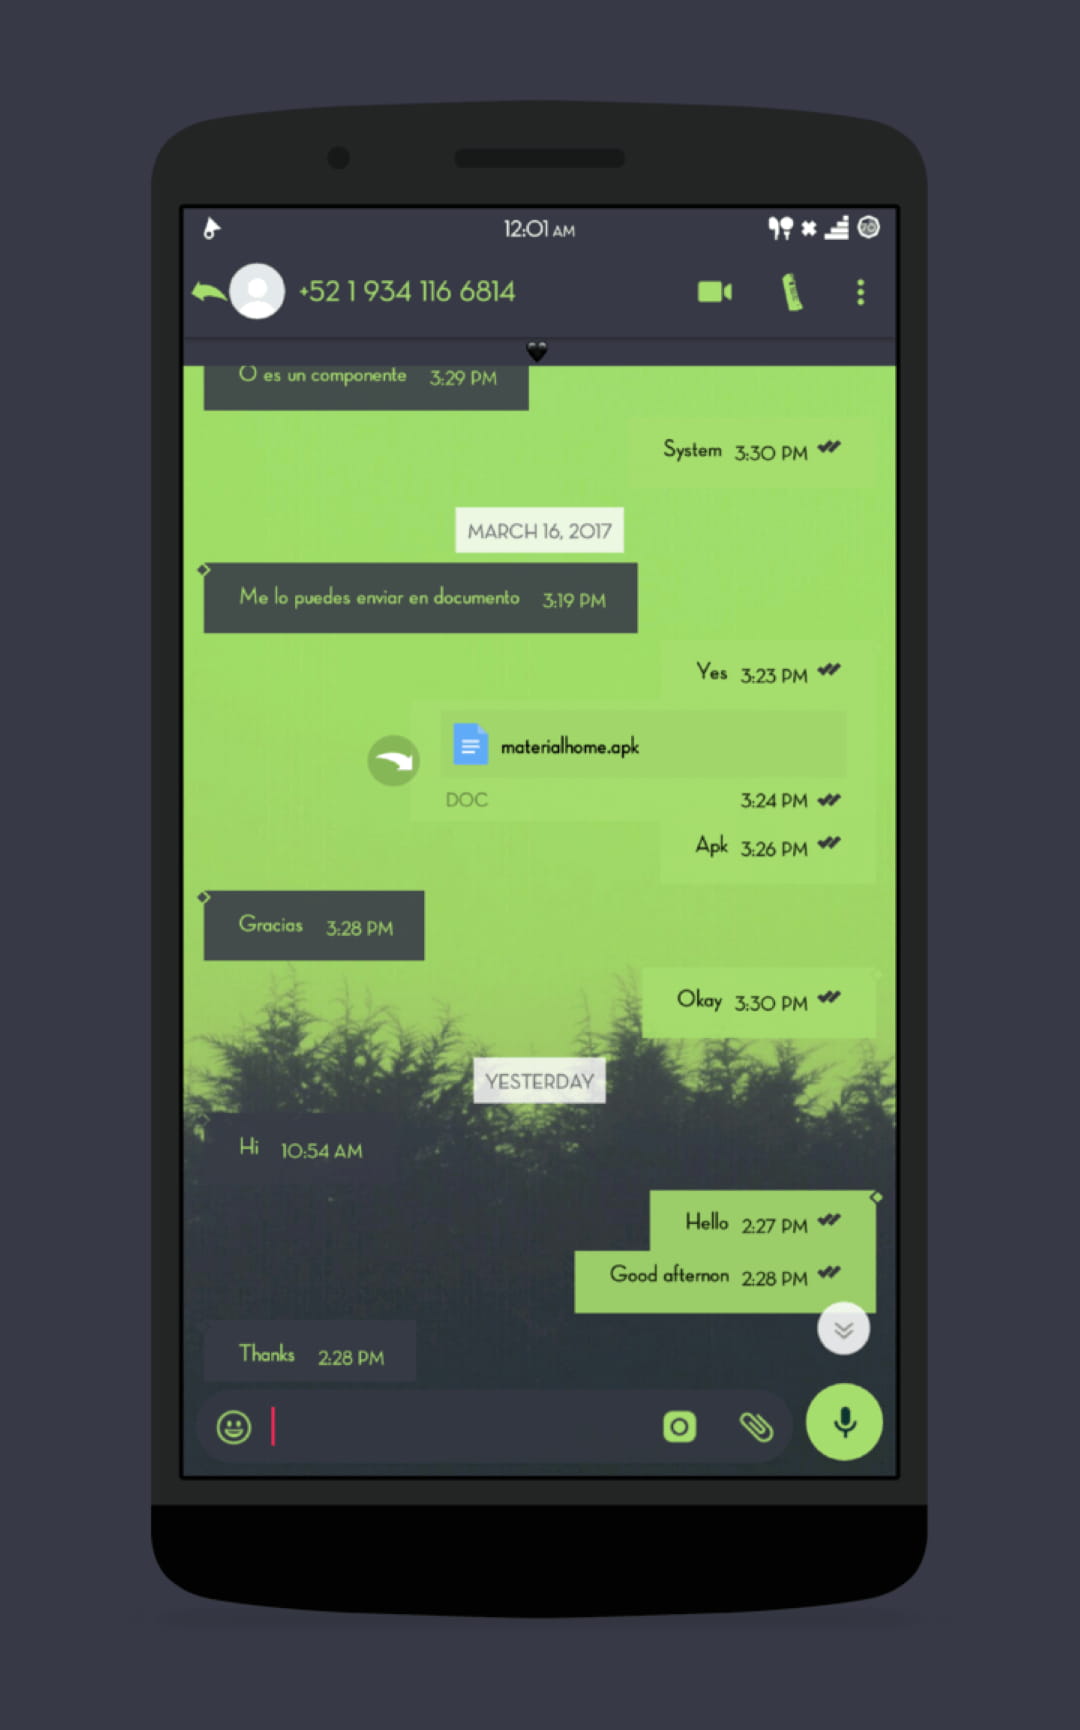 12:01 AM
+52 1 934 116 6814
O es un componente 3:29 PM
System 3:30 PM
MARCH 16, 2017
Me lo puedes enviar en documento 3:19 PM
Yes 3:23 PM
materialhome.apk
DOC 3:24 PM
Apk 3:26 PM
Gracias 3:28 PM
Okay 3:30 PM
YESTERDAY
Hi 10:54 AM
Hello 2:27 PM
Good afternon 2:28 PM
Thanks 2:28 PM